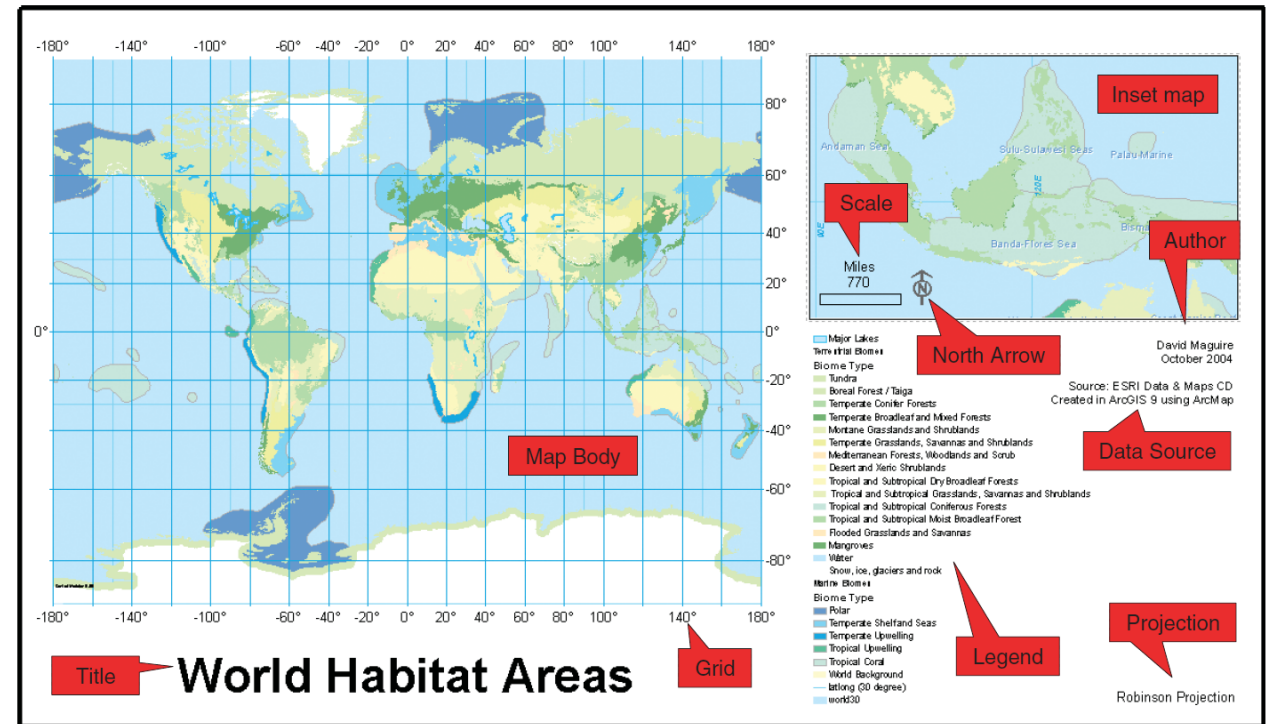 -180° -140° -100° -60° -40° -20° 0° 20° 40° 60° 80° 100° 140° 180°
80°
60°
40°
20°
0° 0°
-20°
-40°
-60°
-80°
-180° -140° -100° -60° -40° -20° 0° 20° 40° 60° 80° 100° 140° 180°
Map Body
Grid
Title
World Habitat Areas
Inset map
Andaman Sea
Sulu-Sulawesi Seas
Palau Marine
Banda-Flores Sea
Scale
Miles
770
N
North Arrow
Author
David Maguire
October 2004
Source: ESRI Data & Maps CD
Created in ArcGIS 9 using ArcMap
Data Source
Major Lakes
Terrestrial Biomes
Biome Type
Tundra
Boreal Forest / Taiga
Temperate Conifer Forests
Temperate Broadleaf and Mixed Forests
Montane Grasslands and Shrublands
Temperate Grasslands, Savannas and Shrublands
Mediterranean Forests, Woodlands and Scrub
Desert and Xeric Shrublands
Tropical and Subtropical Dry Broadleaf Forests
Tropical and Subtropical Grasslands, Savannas and Shrublands
Tropical and Subtropical Coniferous Forests
Tropical and Subtropical Moist Broadleaf Forest
Flooded Grasslands and Savannas
Mangroves
Water
Snow, ice, glaciers and rock
Marine Biomes
Biome Type
Polar
Temperate Shelf and Seas
Temperate Upwelling
Tropical Upwelling
Tropical Coral
World Background
latlong (30 degree)
world30
Legend
Projection
Robinson Projection